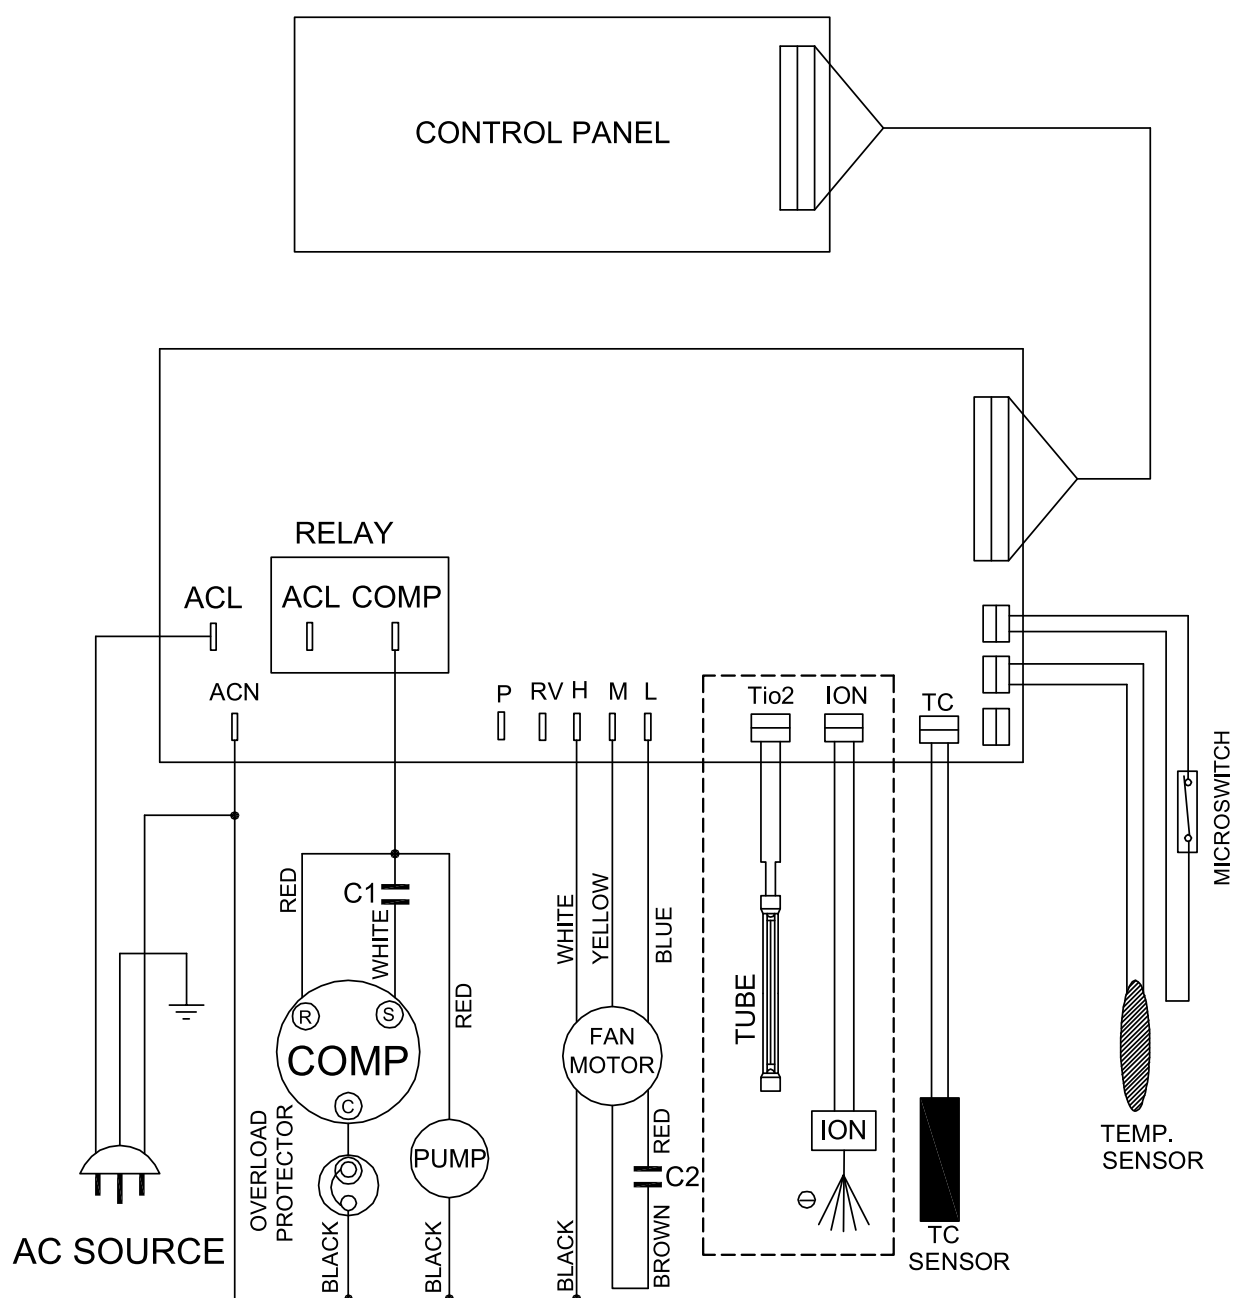 CONTROL PANEL
RELAY
ACL
ACL COMP
ACN
P
RV
H
M
L
Tio2
ION
TC
MICROSWITCH
RED
C1
WHITE
RED
WHITE
YELLOW
BLUE
TUBE
R
S
COMP
C
FAN
MOTOR
OVERLOAD
PROTECTOR
PUMP
RED
C2
ION
TEMP.
SENSOR
AC SOURCE
BLACK
BLACK
BLACK
BROWN
TC
SENSOR